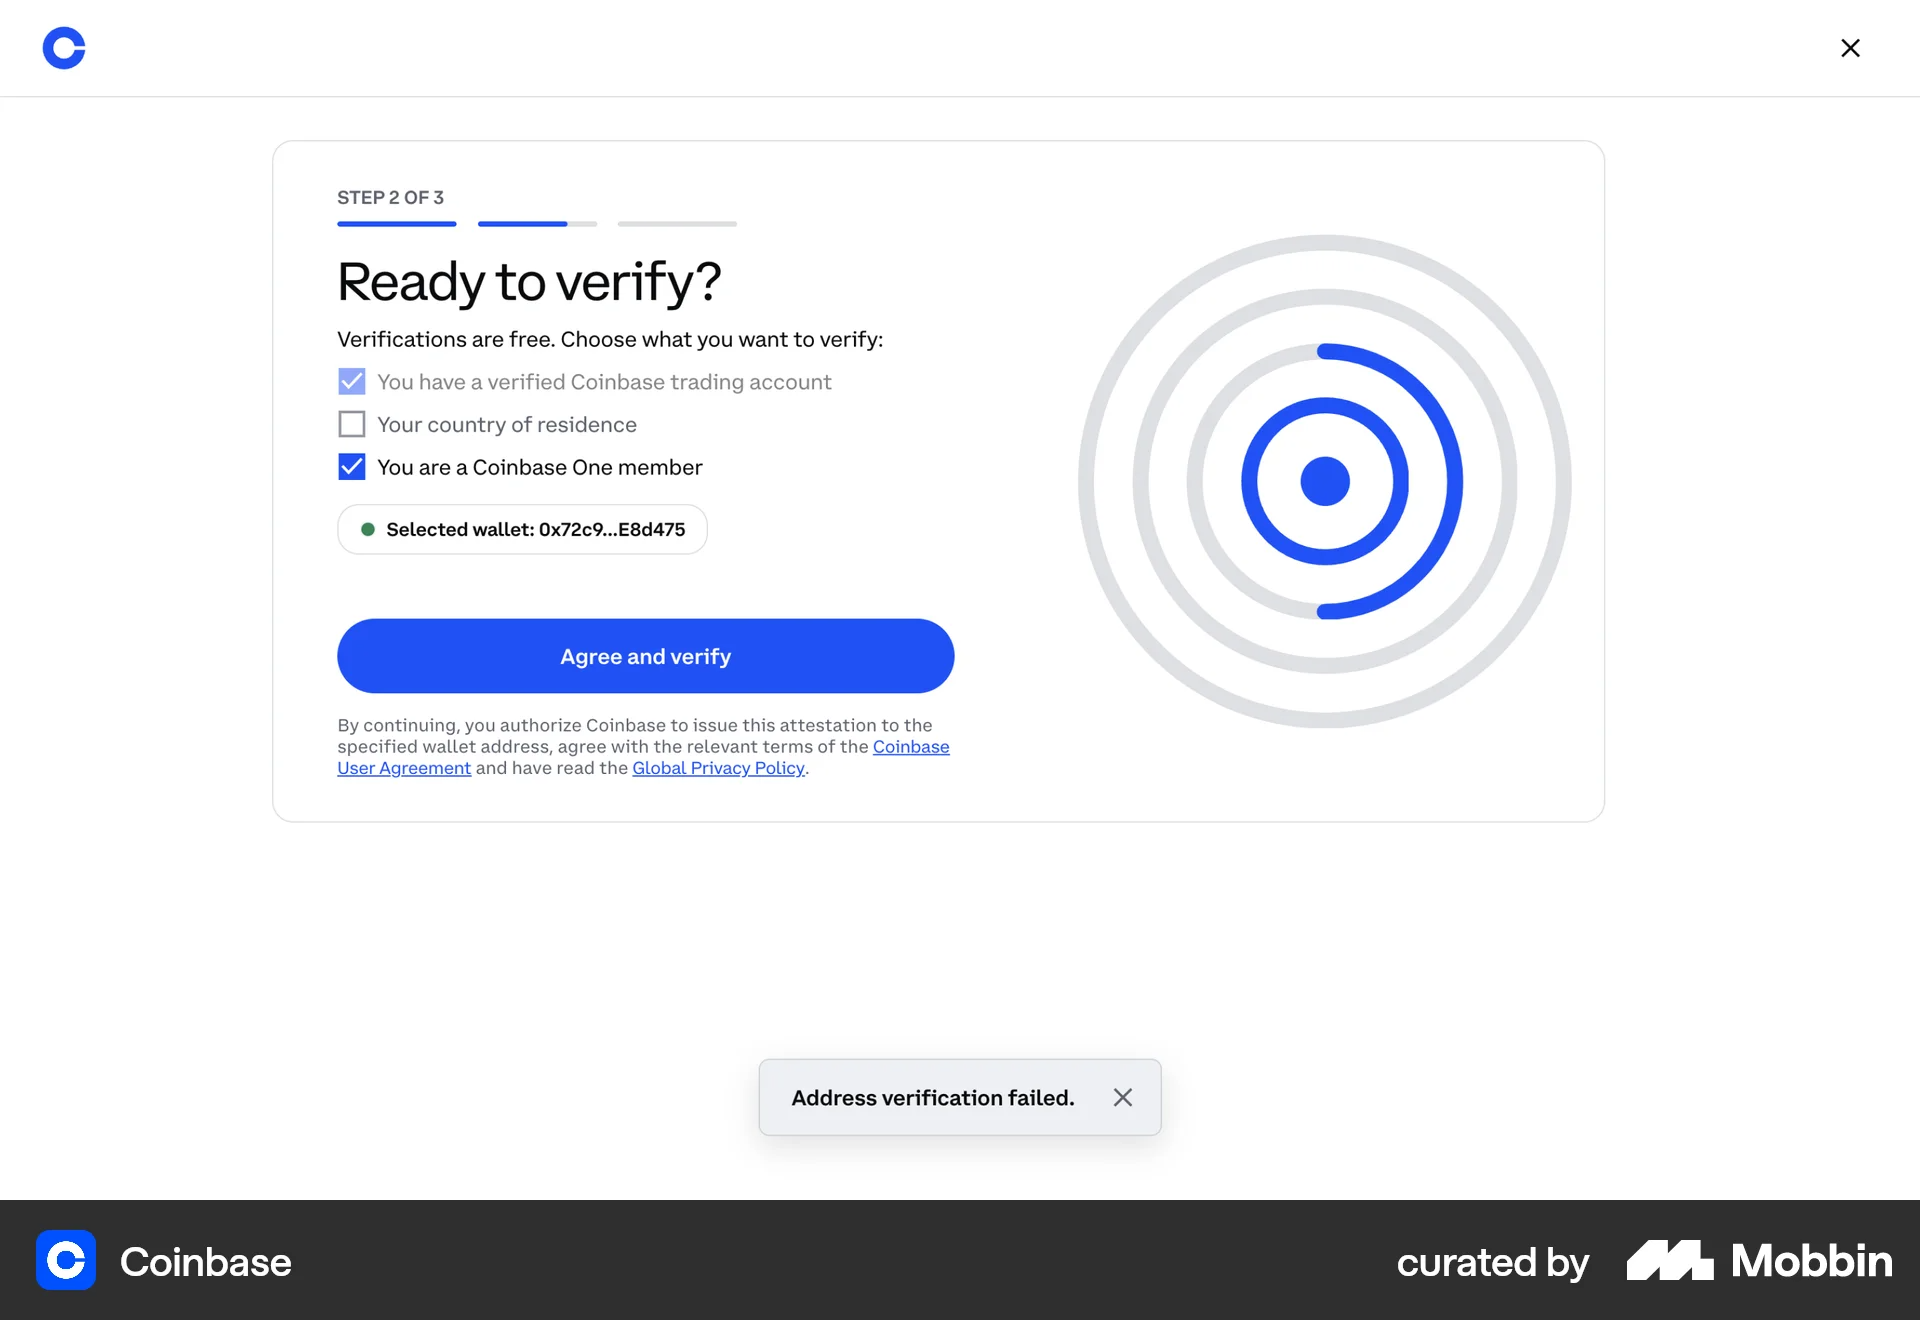 STEP 2 OF 3
Ready to verify?
Verifications are free. Choose what you want to verify:
You have a verified Coinbase trading account
Your country of residence
You are a Coinbase One member
Selected wallet: 0x72c9...E8d475
Agree and verify
By continuing, you authorize Coinbase to issue this attestation to the
specified wallet address, agree with the relevant terms of the Coinbase
User Agreement and have read the Global Privacy Policy.
Address verification failed.
Coinbase
curated by Mobbin